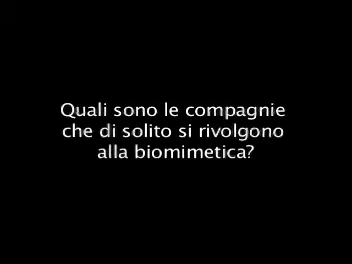 Quali sono le compagnie
che di solito si rivolgono
alla biomimetica?